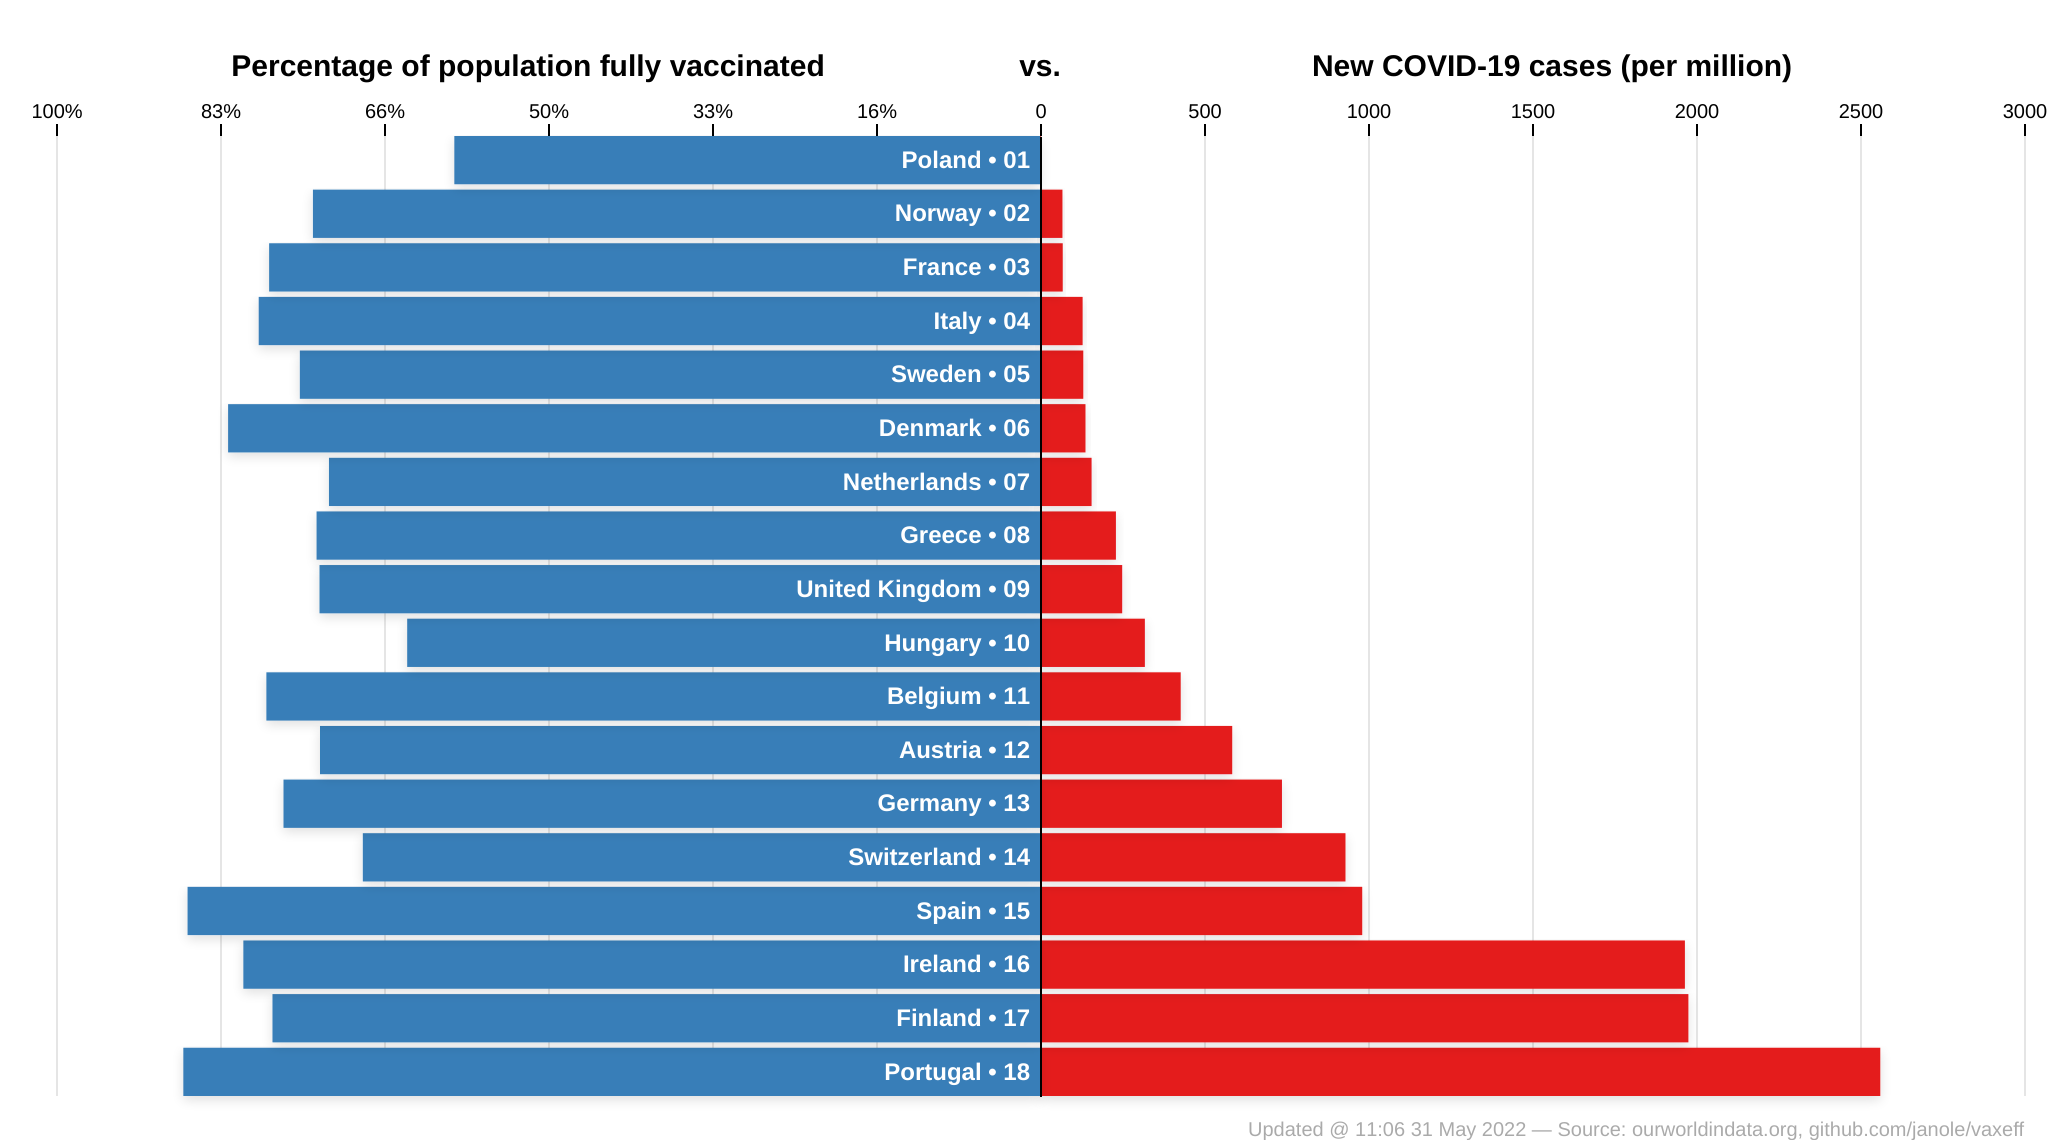 Percentage of population fully vaccinated vs. New COVID-19 cases (per million)
100% 83% 66% 50% 33% 16% 0 500 1000 1500 2000 2500 3000
Poland • 01
Norway • 02
France • 03
Italy • 04
Sweden • 05
Denmark • 06
Netherlands • 07
Greece • 08
United Kingdom • 09
Hungary • 10
Belgium • 11
Austria • 12
Germany • 13
Switzerland • 14
Spain • 15
Ireland • 16
Finland • 17
Portugal • 18
Updated @ 11:06 31 May 2022 — Source: ourworldindata.org, github.com/janole/vaxeff